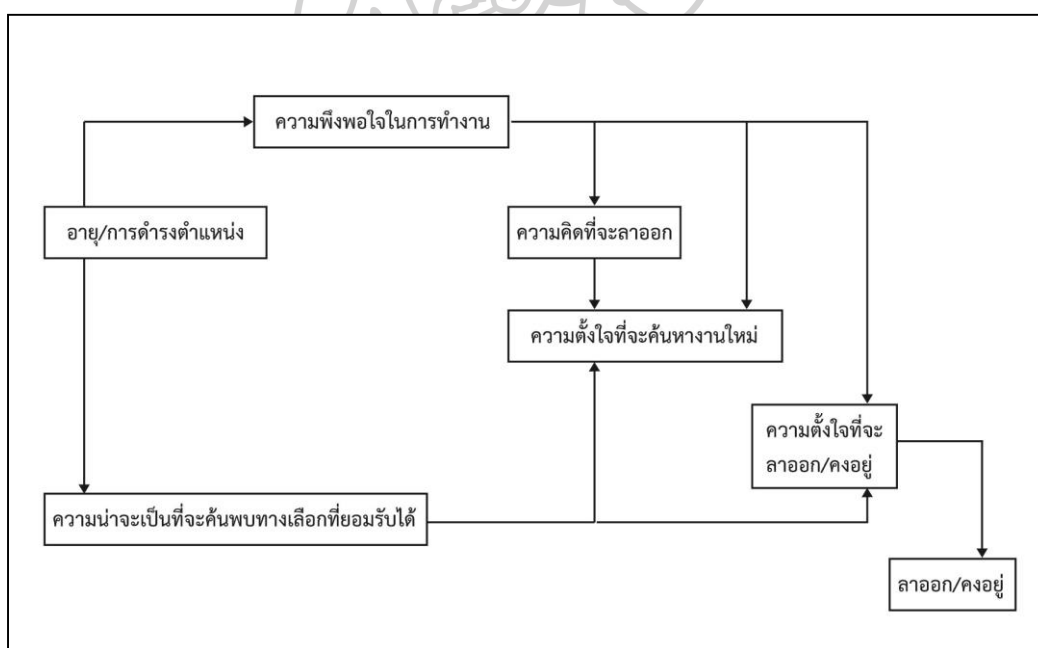 ความพึงพอใจในการทำงาน
อายุ/การดำรงตำแหน่ง
ความคิดที่จะลาออก
ความตั้งใจที่จะค้นหางานใหม่
ความตั้งใจที่จะ
ลาออก/คงอยู่
ความน่าจะเป็นที่จะค้นพบทางเลือกที่ยอมรับได้
ลาออก/คงอยู่